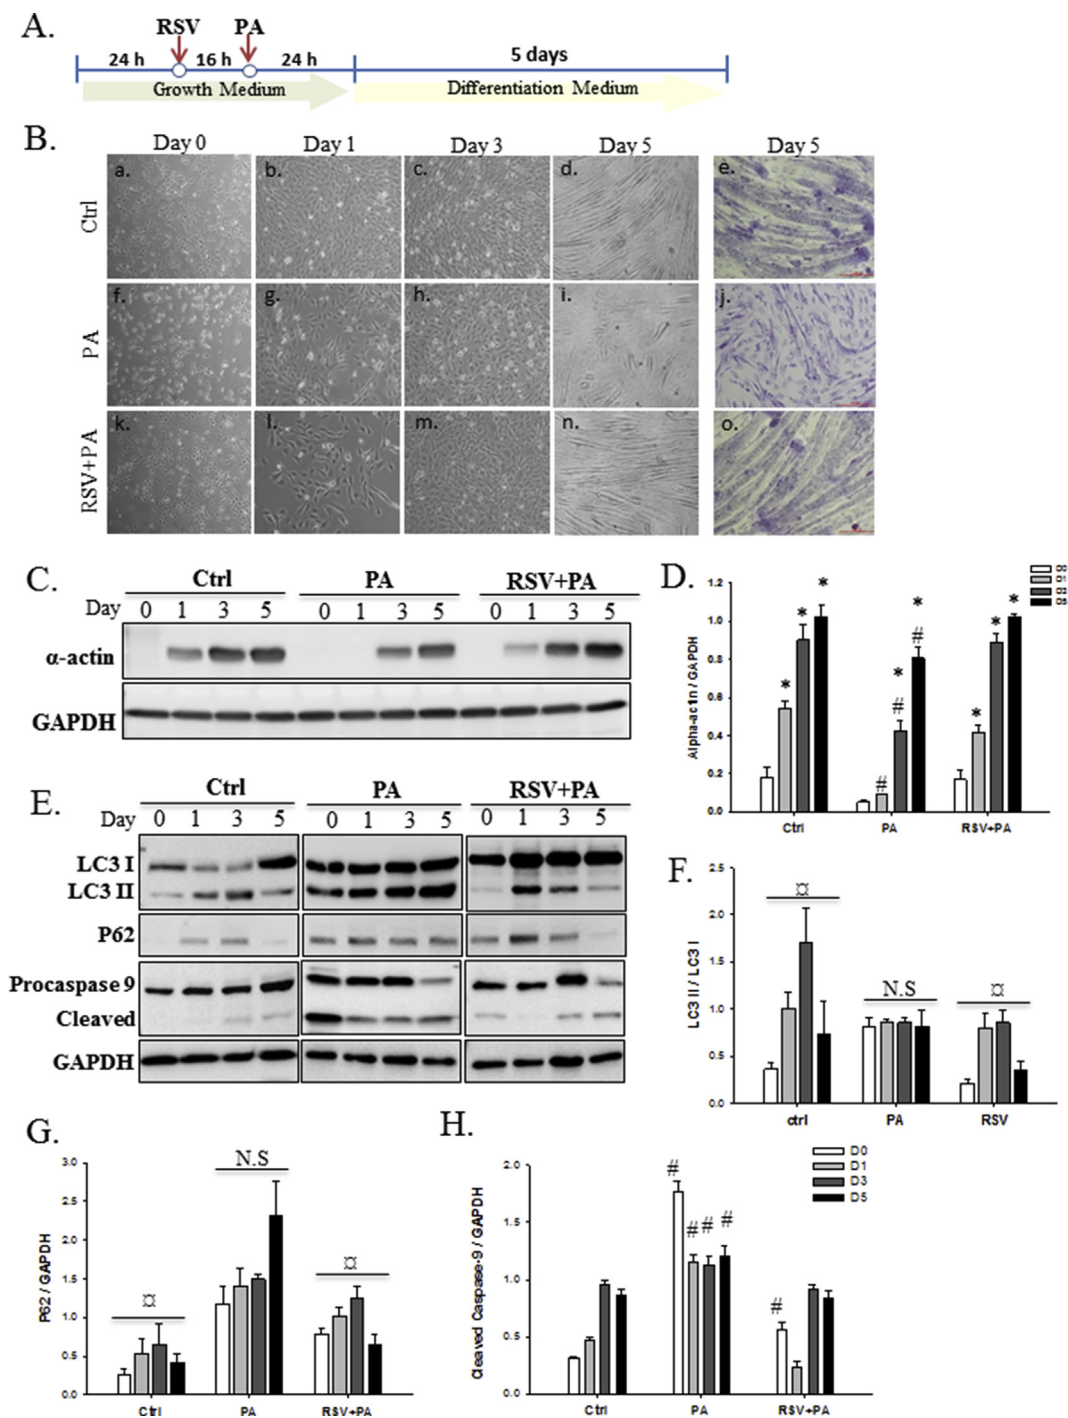 A.
RSV PA
24 h 16 h 24 h 5 days
Growth Medium Differentiation Medium
B.
Day 0 Day 1 Day 3 Day 5 Day 5
Ctrl
a. b. c. d. e.
PA
f. g. h. i. j.
RSV+PA
k. l. m. n. o.
C.
Ctrl PA RSV+PA
Day 0 1 3 5 0 1 3 5 0 1 3 5
α-actin
GAPDH
D.
Alpha-actin / GAPDH
1.2
1.0
0.8
0.6
0.4
0.2
0.0
* * *
# * # * #
* * *
Ctrl PA RSV+PA
D0
D1
D3
D5
E.
Ctrl PA RSV+PA
Day 0 1 3 5 0 1 3 5 0 1 3 5
LC3 I
LC3 II
P62
Procaspase 9
Cleaved
GAPDH
F.
LC3 II / LC3 I
2.5
2.0
1.5
1.0
0.5
0.0
¤ N.S ¤
ctrl PA RSV
G.
P62 / GAPDH
3.0
2.5
2.0
1.5
1.0
0.5
0.0
¤ N.S ¤
Ctrl PA RSV+PA
H.
Cleaved Caspase-9 / GAPDH
2.0
1.5
1.0
0.5
0.0
# # # # #
Ctrl PA RSV+PA
D0
D1
D3
D5